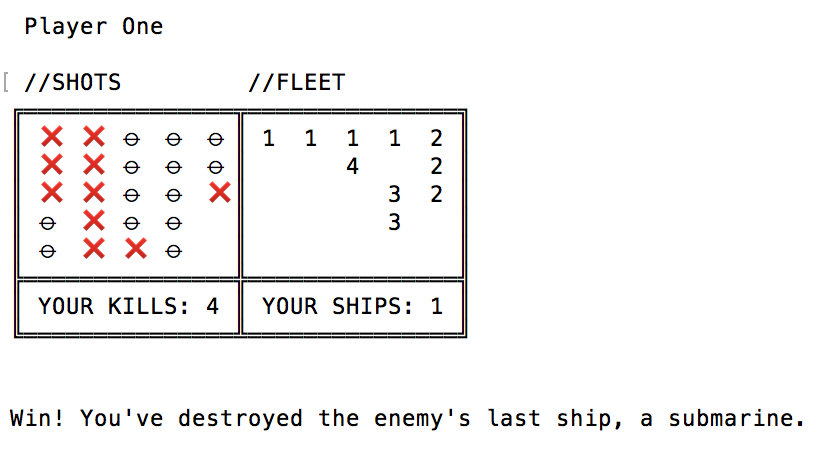 Player One
[ //SHOTS //FLEET
❌ ❌ ⦵ ⦵ ⦵ 1 1 1 1 2
❌ ❌ ⦵ ⦵ ⦵ 4 2
❌ ❌ ⦵ ⦵ ❌ 3 2
⦵ ❌ ⦵ ⦵ 3
⦵ ❌ ❌ ⦵
YOUR KILLS: 4 YOUR SHIPS: 1
Win! You've destroyed the enemy's last ship, a submarine.